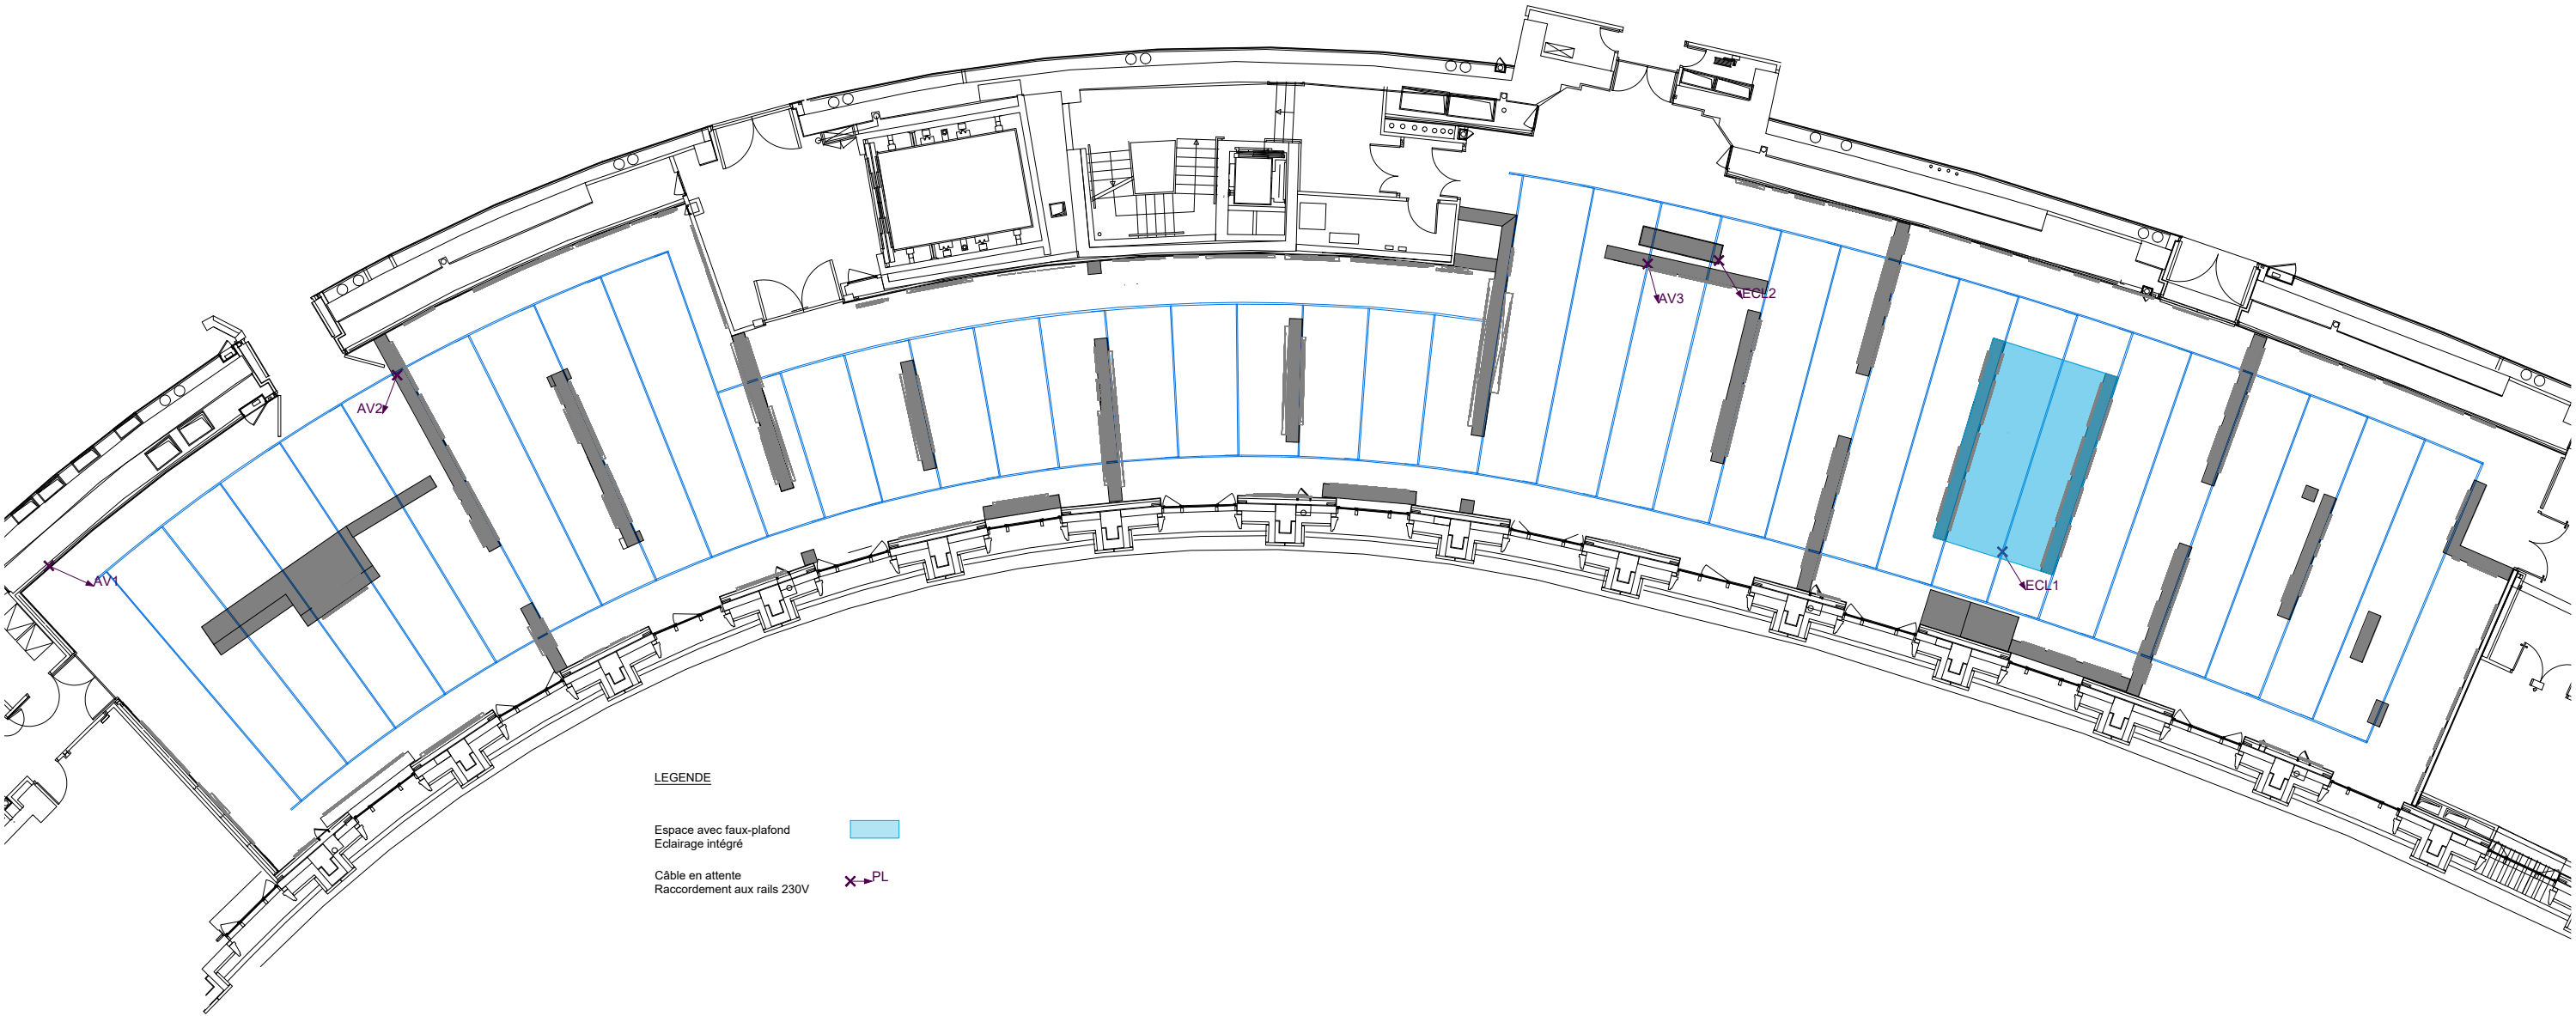 AV3
ECL2
AV2
AV1
ECL1
LEGENDE
Espace avec faux-plafond
Eclairage intégré
Câble en attente
Raccordement aux rails 230V
PL